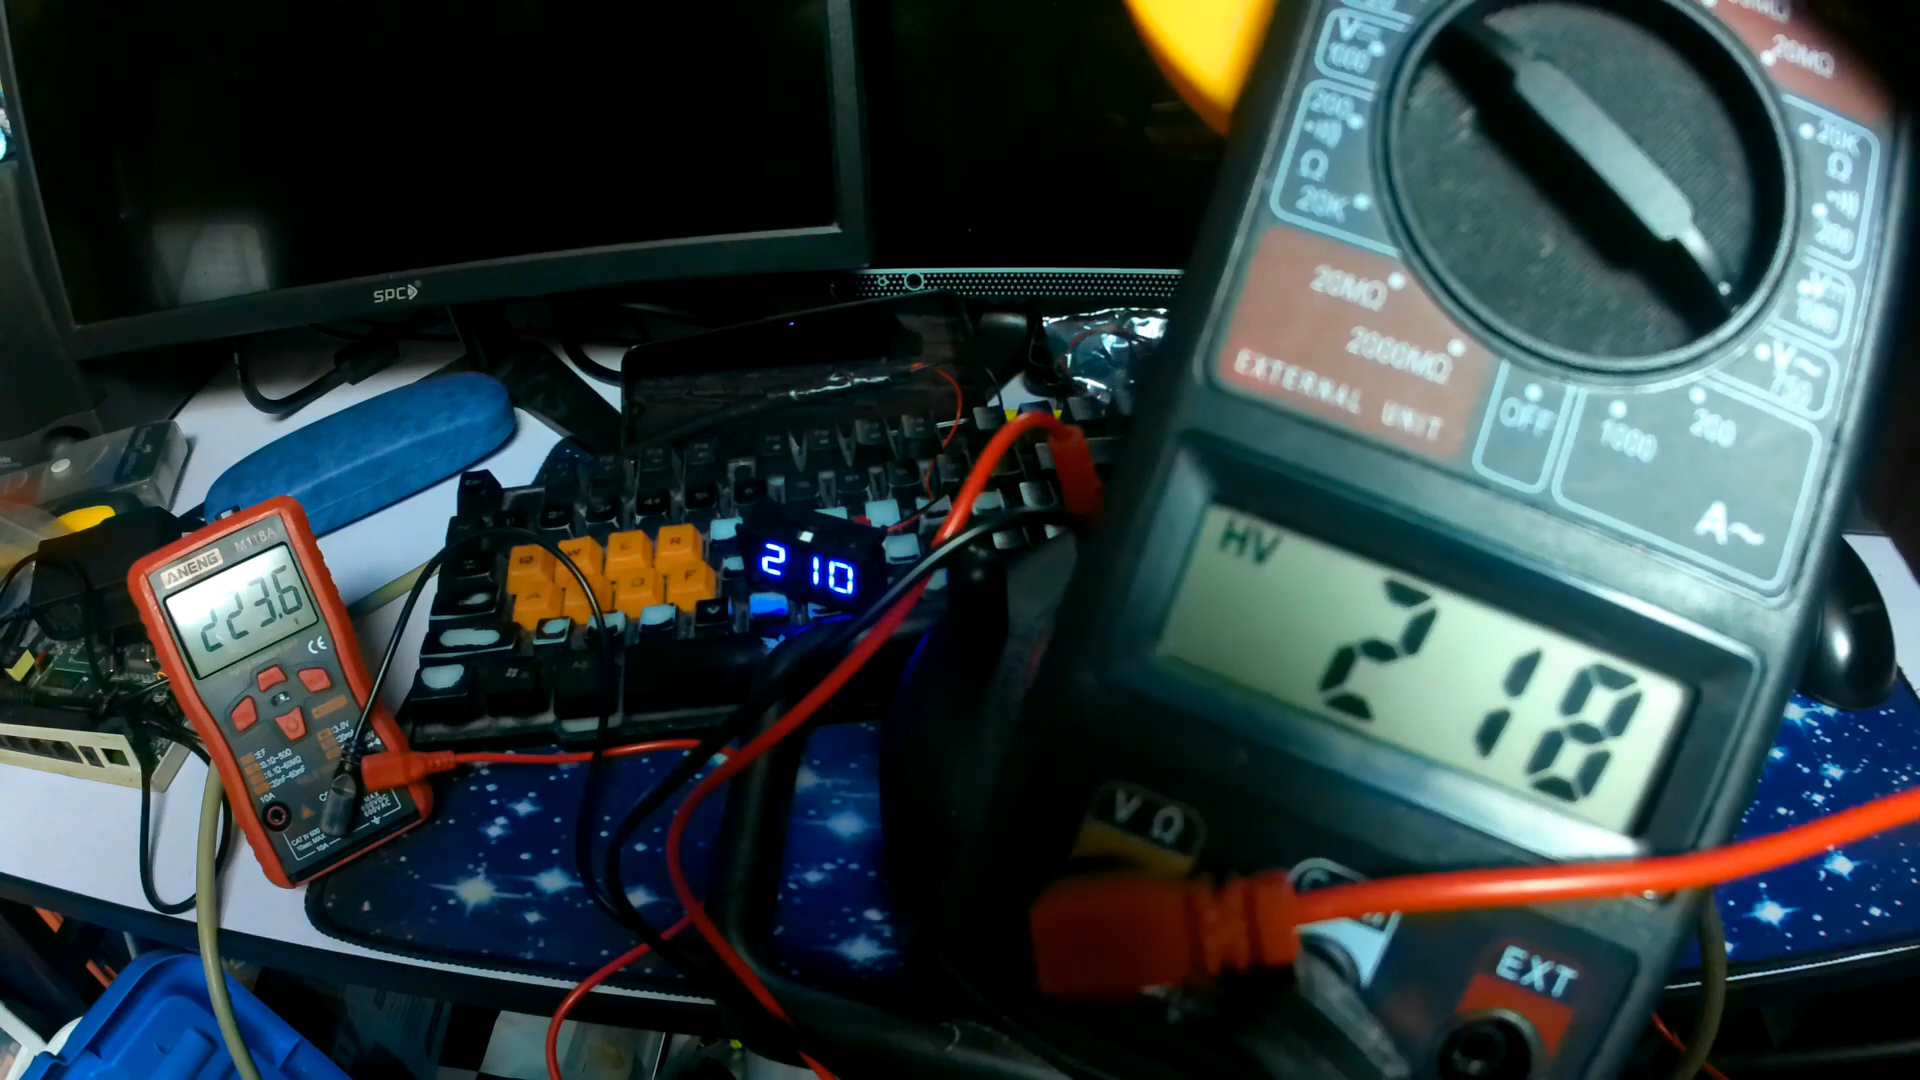 SPC
ANENG
M118A
223.6
V
CE
10A
Q W E R
A D F
210
V
1000
200
Ω
20K
20MΩ
2000MΩ
EXTERNAL UNIT
20MΩ
20K
Ω
200
V~
750
OFF
1000
200
A~
HV
218
VΩ
EXT